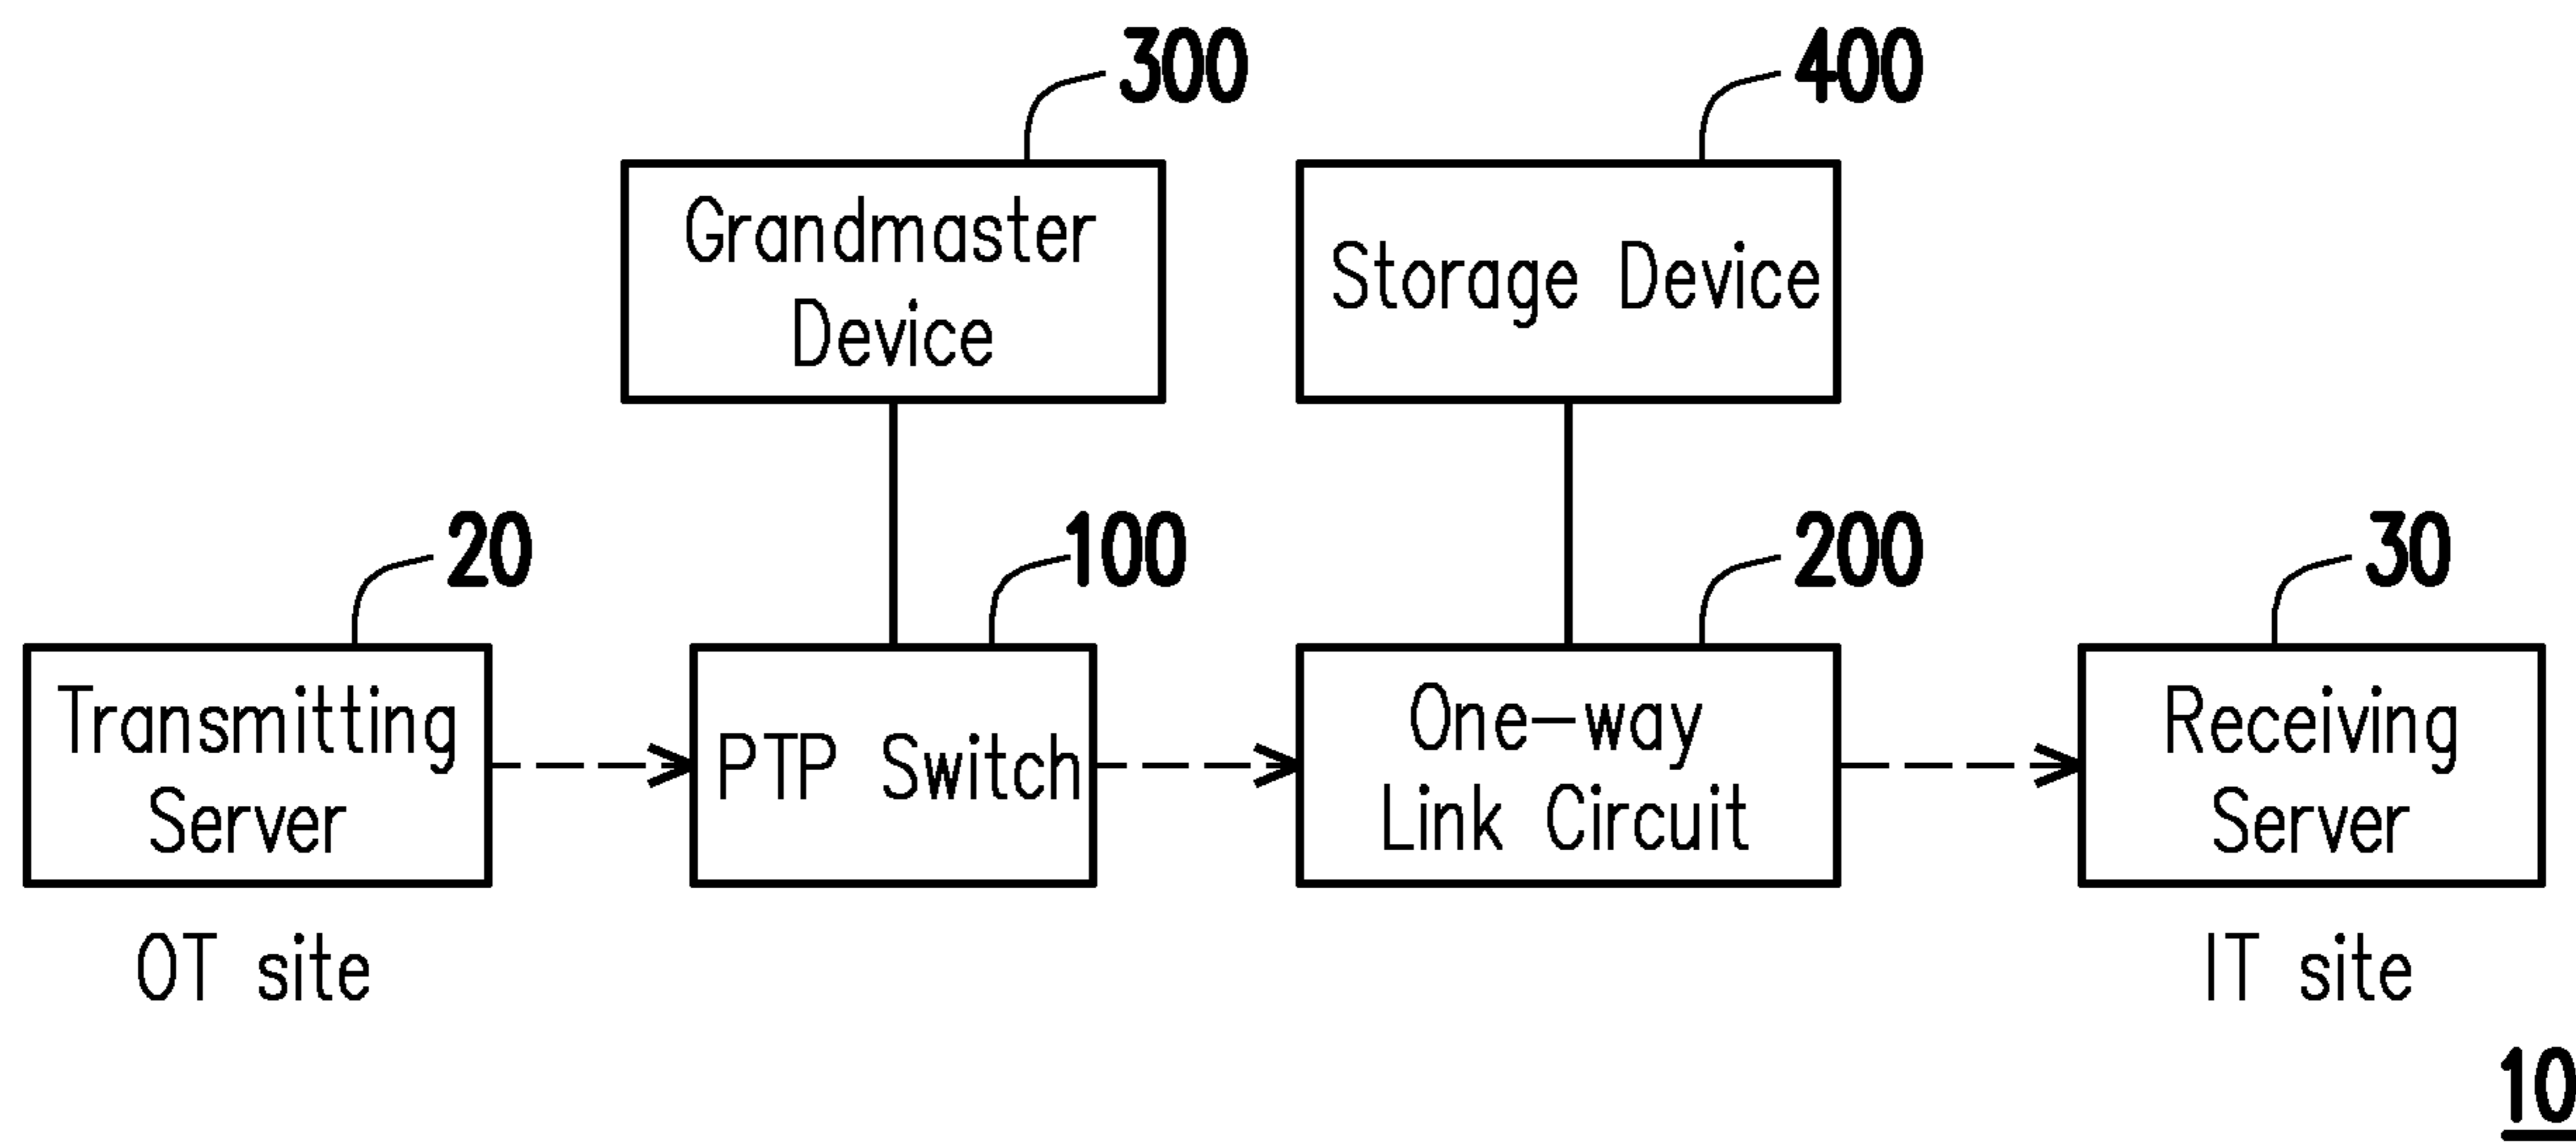 300
400
Grandmaster
Device
Storage Device
20
100
200
30
Transmitting
Server
PTP Switch
One-way
Link Circuit
Receiving
Server
OT site
IT site
10